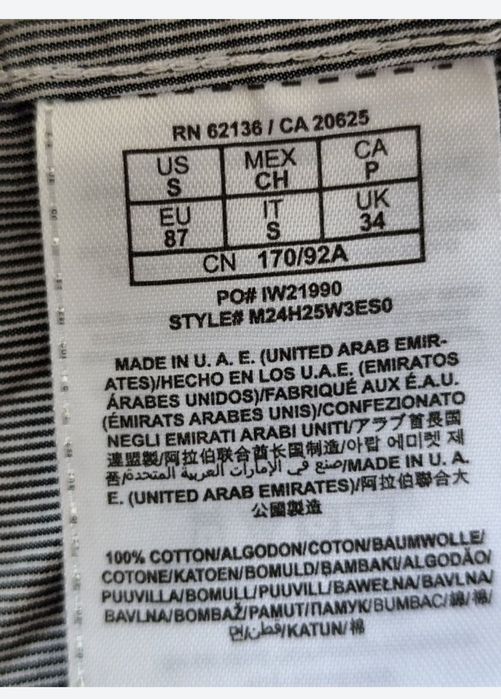 RN 62136 / CA 20625
US MEX CA
S CH P
EU IT UK
87 S 34
CN 170/92A
PO# IW21990
STYLE# M24H25W3ES0
MADE IN U. A. E. (UNITED ARAB EMIR-
ATES)/HECHO EN LOS U.A.E. (EMIRATOS
ÁRABES UNIDOS)/FABRIQUÉ AUX É.A.U.
(ÉMIRATS ARABES UNIS)/CONFEZIONATO
NEGLI EMIRATI ARABI UNITI/アラブ首長国
連盟製/阿拉伯联合酋长国制造/아랍 에미렛 제
품/صنع في الإمارات العربية المتحدة/MADE IN U. A.
E. (UNITED ARAB EMIRATES)/阿拉伯聯合大
公國製造
100% COTTON/ALGODON/COTON/BAUMWOLLE/
COTONE/KATOEN/BOMULD/ΒΑΜΒΑΚΙ/ALGODÃO/
PUUVILLA/BOMULL/PUUVILL/BAWEŁNA/BAVLNA/
BAVLNA/BOMBAŽ/PAMUT/ПАМУК/BUMBAC/綿/棉/
면/قطن/KATUN/棉